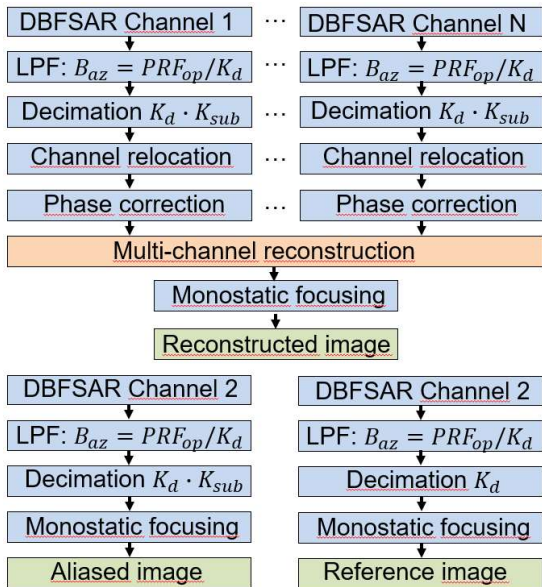 DBFSAR Channel 1 ... DBFSAR Channel N
LPF: B_az = PRF_op/K_d ... LPF: B_az = PRF_op/K_d
Decimation K_d · K_sub ... Decimation K_d · K_sub
Channel relocation ... Channel relocation
Phase correction ... Phase correction
Multi-channel reconstruction
Monostatic focusing
Reconstructed image
DBFSAR Channel 2 DBFSAR Channel 2
LPF: B_az = PRF_op/K_d LPF: B_az = PRF_op/K_d
Decimation K_d · K_sub Decimation K_d
Monostatic focusing Monostatic focusing
Aliased image Reference image